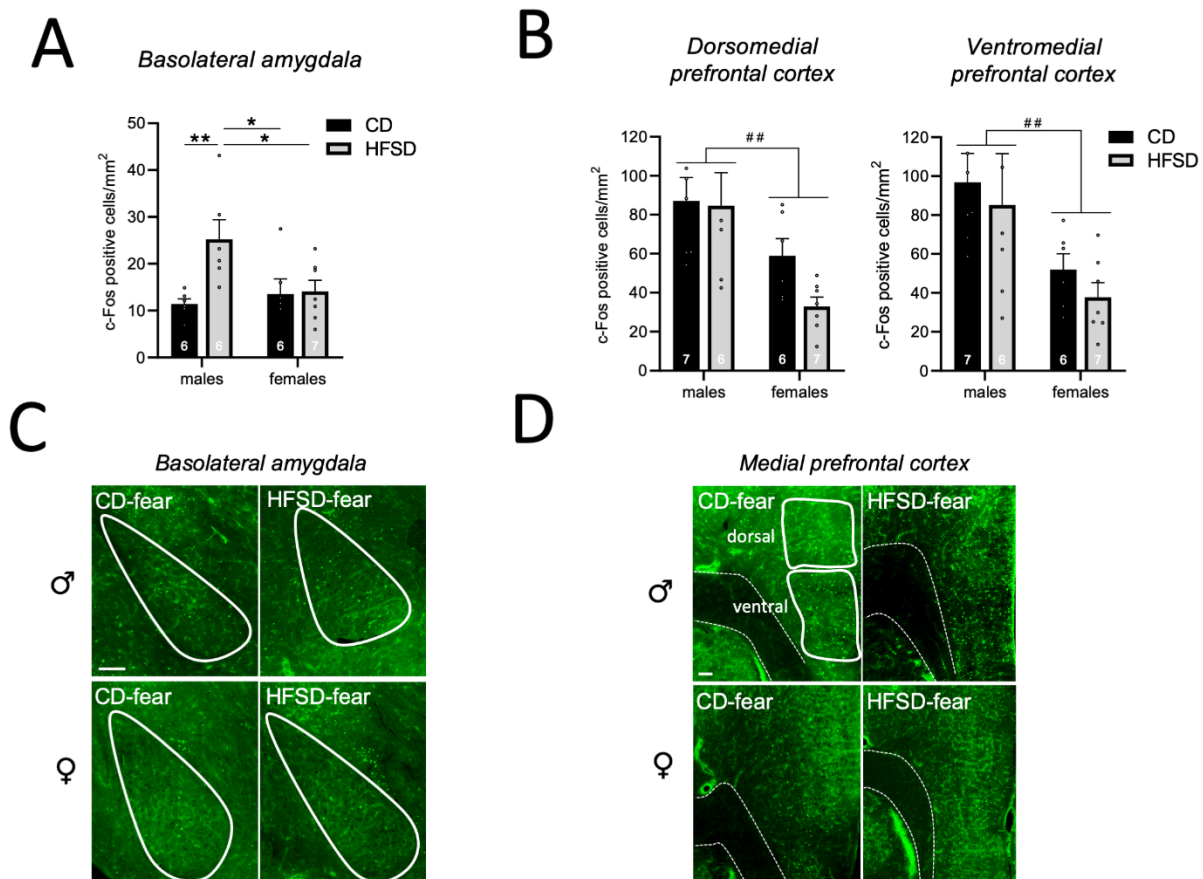 A
Basolateral amygdala
c-Fos positive cells/mm²
50
40
30
20
10
0
**
*
*
CD
HFSD
6
6
6
7
males
females
B
Dorsomedial
prefrontal cortex
c-Fos positive cells/mm²
120
100
80
60
40
20
0
##
7
6
6
7
males
females
Ventromedial
prefrontal cortex
c-Fos positive cells/mm²
120
100
80
60
40
20
0
##
CD
HFSD
7
6
6
7
males
females
C
Basolateral amygdala
CD-fear
HFSD-fear
♂
CD-fear
HFSD-fear
♀
D
Medial prefrontal cortex
CD-fear
HFSD-fear
dorsal
♂
ventral
CD-fear
HFSD-fear
♀